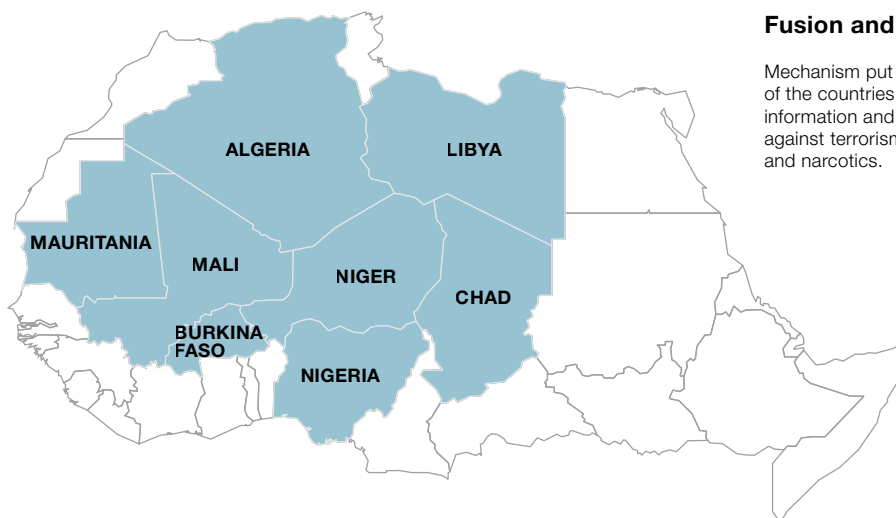 Fusion and
Mechanism put
of the countries
information and
against terrorism
and narcotics.
ALGERIA
LIBYA
MAURITANIA
MALI
NIGER
CHAD
BURKINA
FASO
NIGERIA